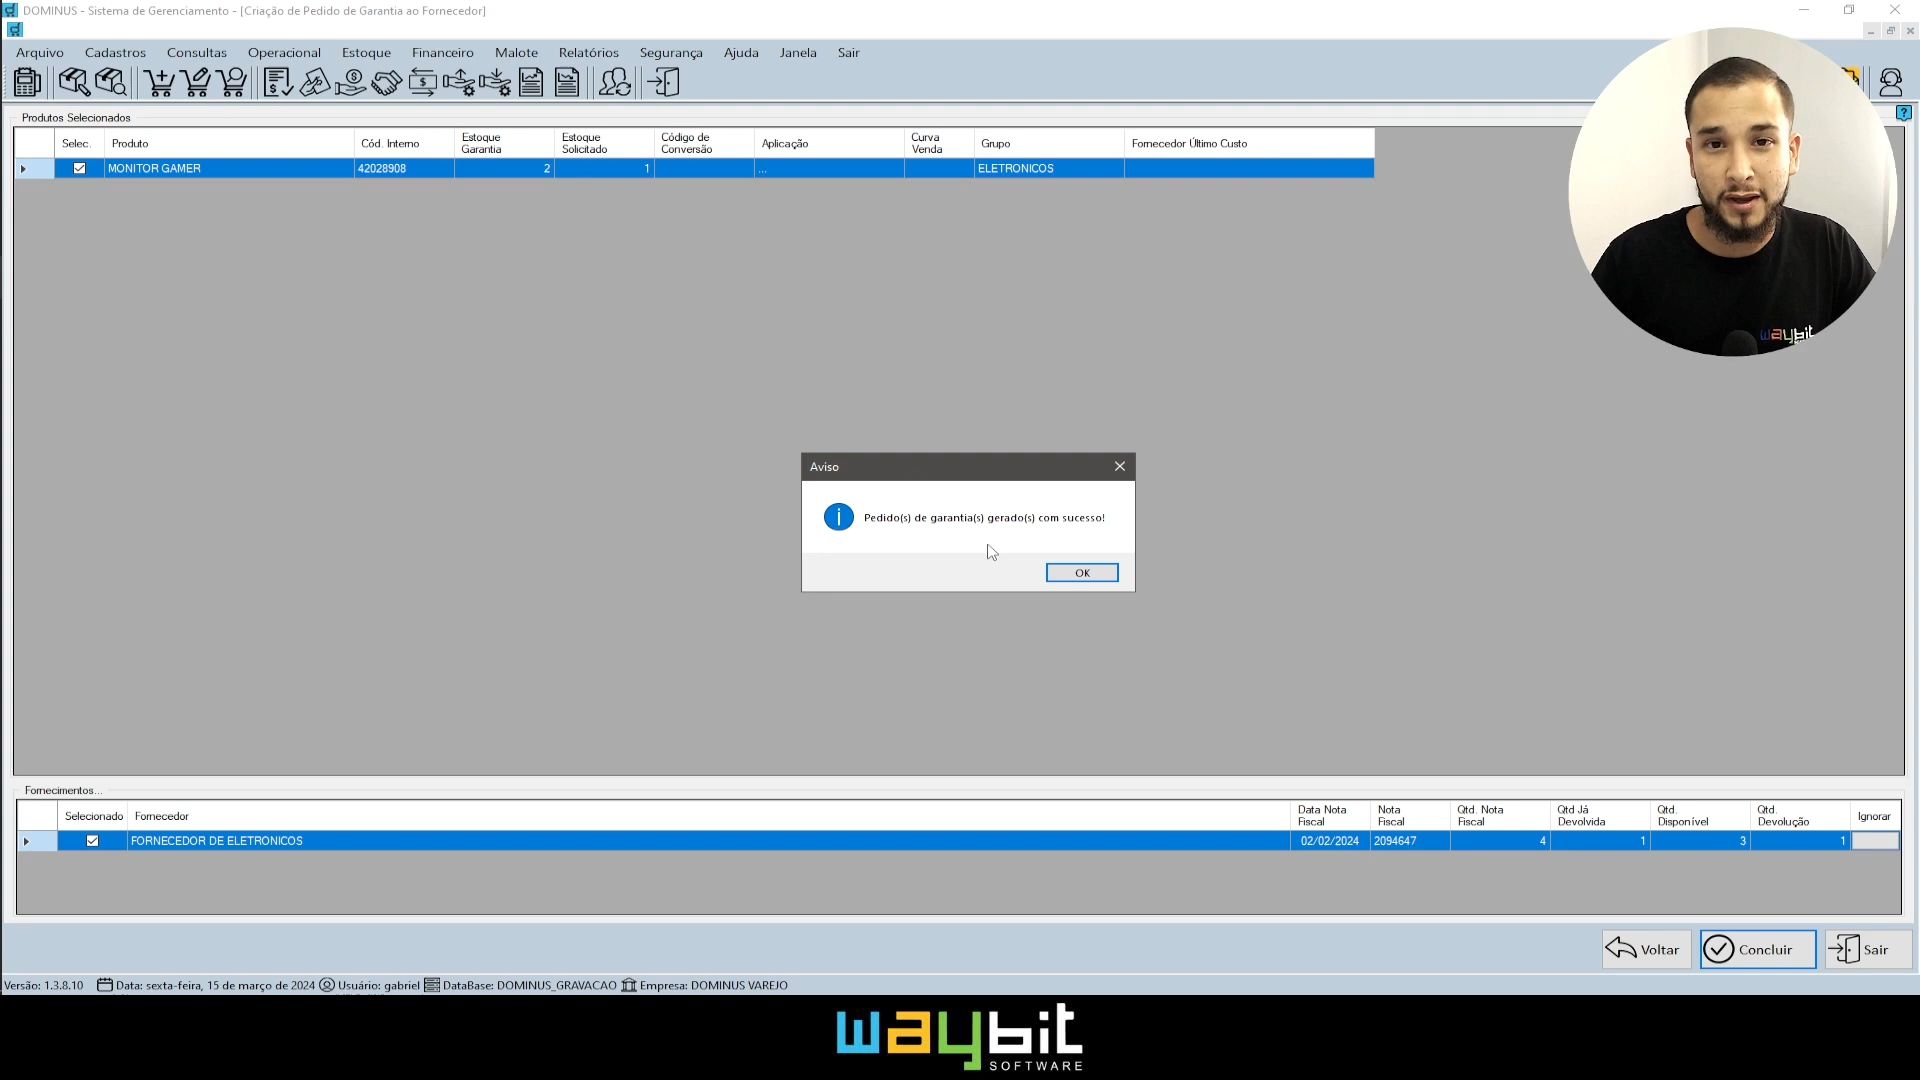 DOMINUS - Sistema de Gerenciamento - [Criação de Pedido de Garantia ao Fornecedor]
Arquivo Cadastros Consultas Operacional Estoque Financeiro Malote Relatórios Segurança Ajuda Janela Sair
Produtos Selecionados
Selec. Produto Cód. Interno Estoque Garantia Estoque Solicitado Código de Conversão Aplicação Curva Venda Grupo Fornecedor Último Custo
MONITOR GAMER 42028908 2 1 ... ELETRONICOS
waybit
Aviso
Pedido(s) de garantia(s) gerado(s) com sucesso!
OK
Fornecimentos...
Selecionado Fornecedor Data Nota Fiscal Nota Fiscal Qtd. Nota Fiscal Qtd Já Devolvida Qtd. Disponível Qtd. Devolução Ignorar
FORNECEDOR DE ELETRONICOS 02/02/2024 2094647 4 1 3 1
Voltar Concluir Sair
Versão: 1.3.8.10 Data: sexta-feira, 15 de março de 2024 Usuário: gabriel DataBase: DOMINUS_GRAVACAO Empresa: DOMINUS VAREJO
waybit
SOFTWARE